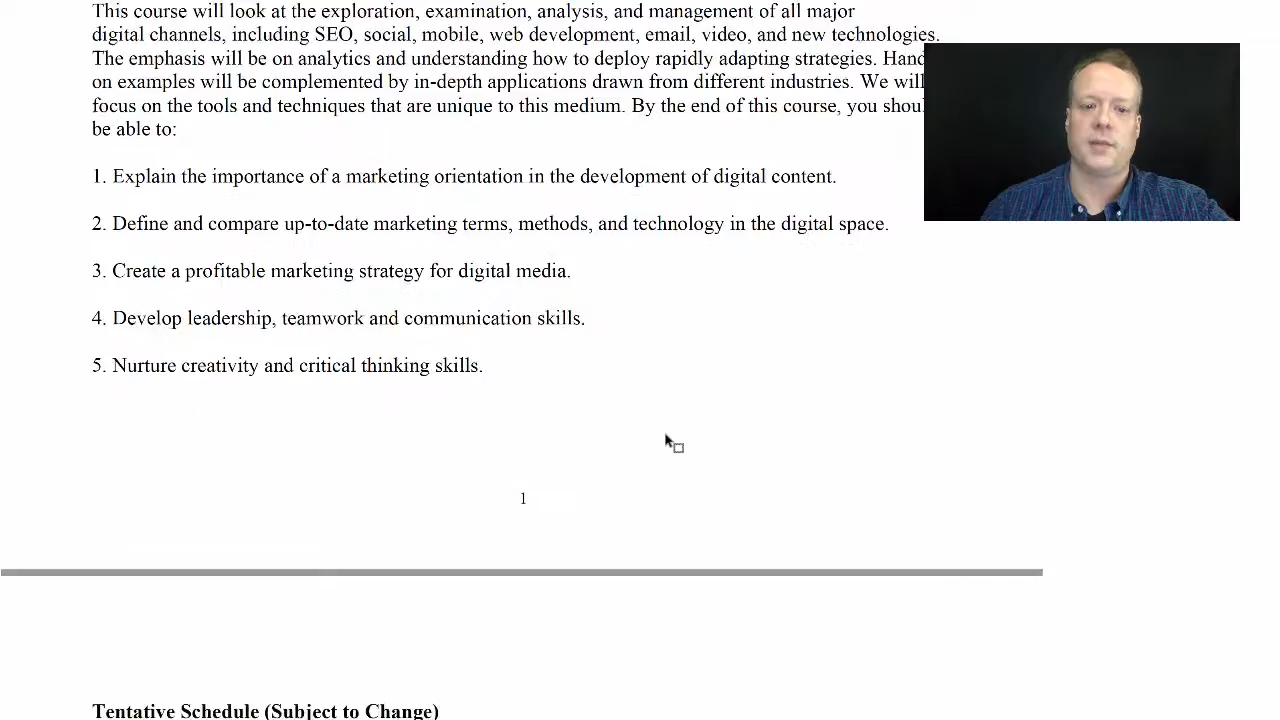 This course will look at the exploration, examination, analysis, and management of all major
digital channels, including SEO, social, mobile, web development, email, video, and new technologies.
The emphasis will be on analytics and understanding how to deploy rapidly adapting strategies. Hand
on examples will be complemented by in-depth applications drawn from different industries. We will
focus on the tools and techniques that are unique to this medium. By the end of this course, you
be able to:
1. Explain the importance of a marketing orientation in the development of digital content.
2. Define and compare up-to-date marketing terms, methods, and technology in the digital space.
3. Create a profitable marketing strategy for digital media.
4. Develop leadership, teamwork and communication skills.
5. Nurture creativity and critical thinking skills.
1
Tentative Schedule (Subject to Change)